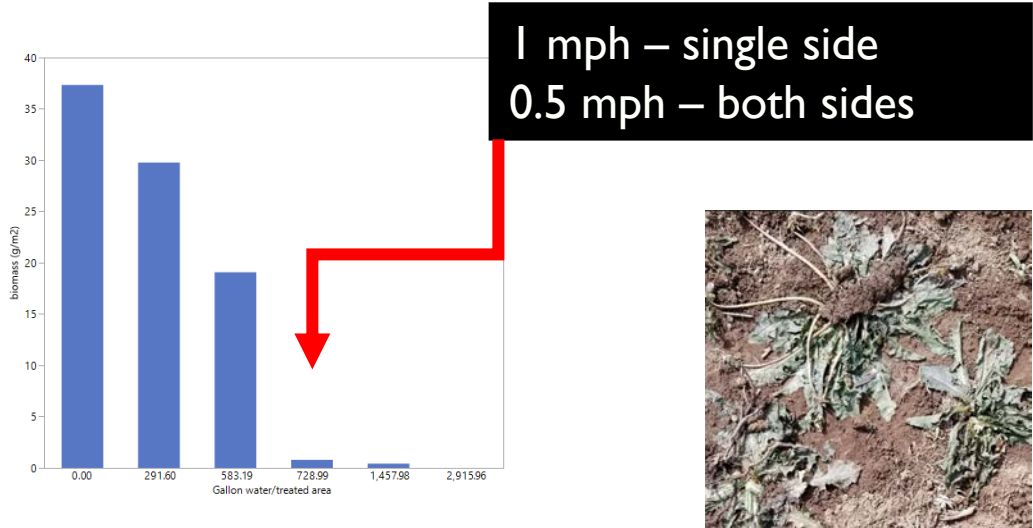 1 mph – single side
0.5 mph – both sides
40
35
30
25
20
15
10
5
0
biomass (g/m2)
0.00 291.60 583.19 728.99 1,457.98 2,915.96
Gallon water/treated area